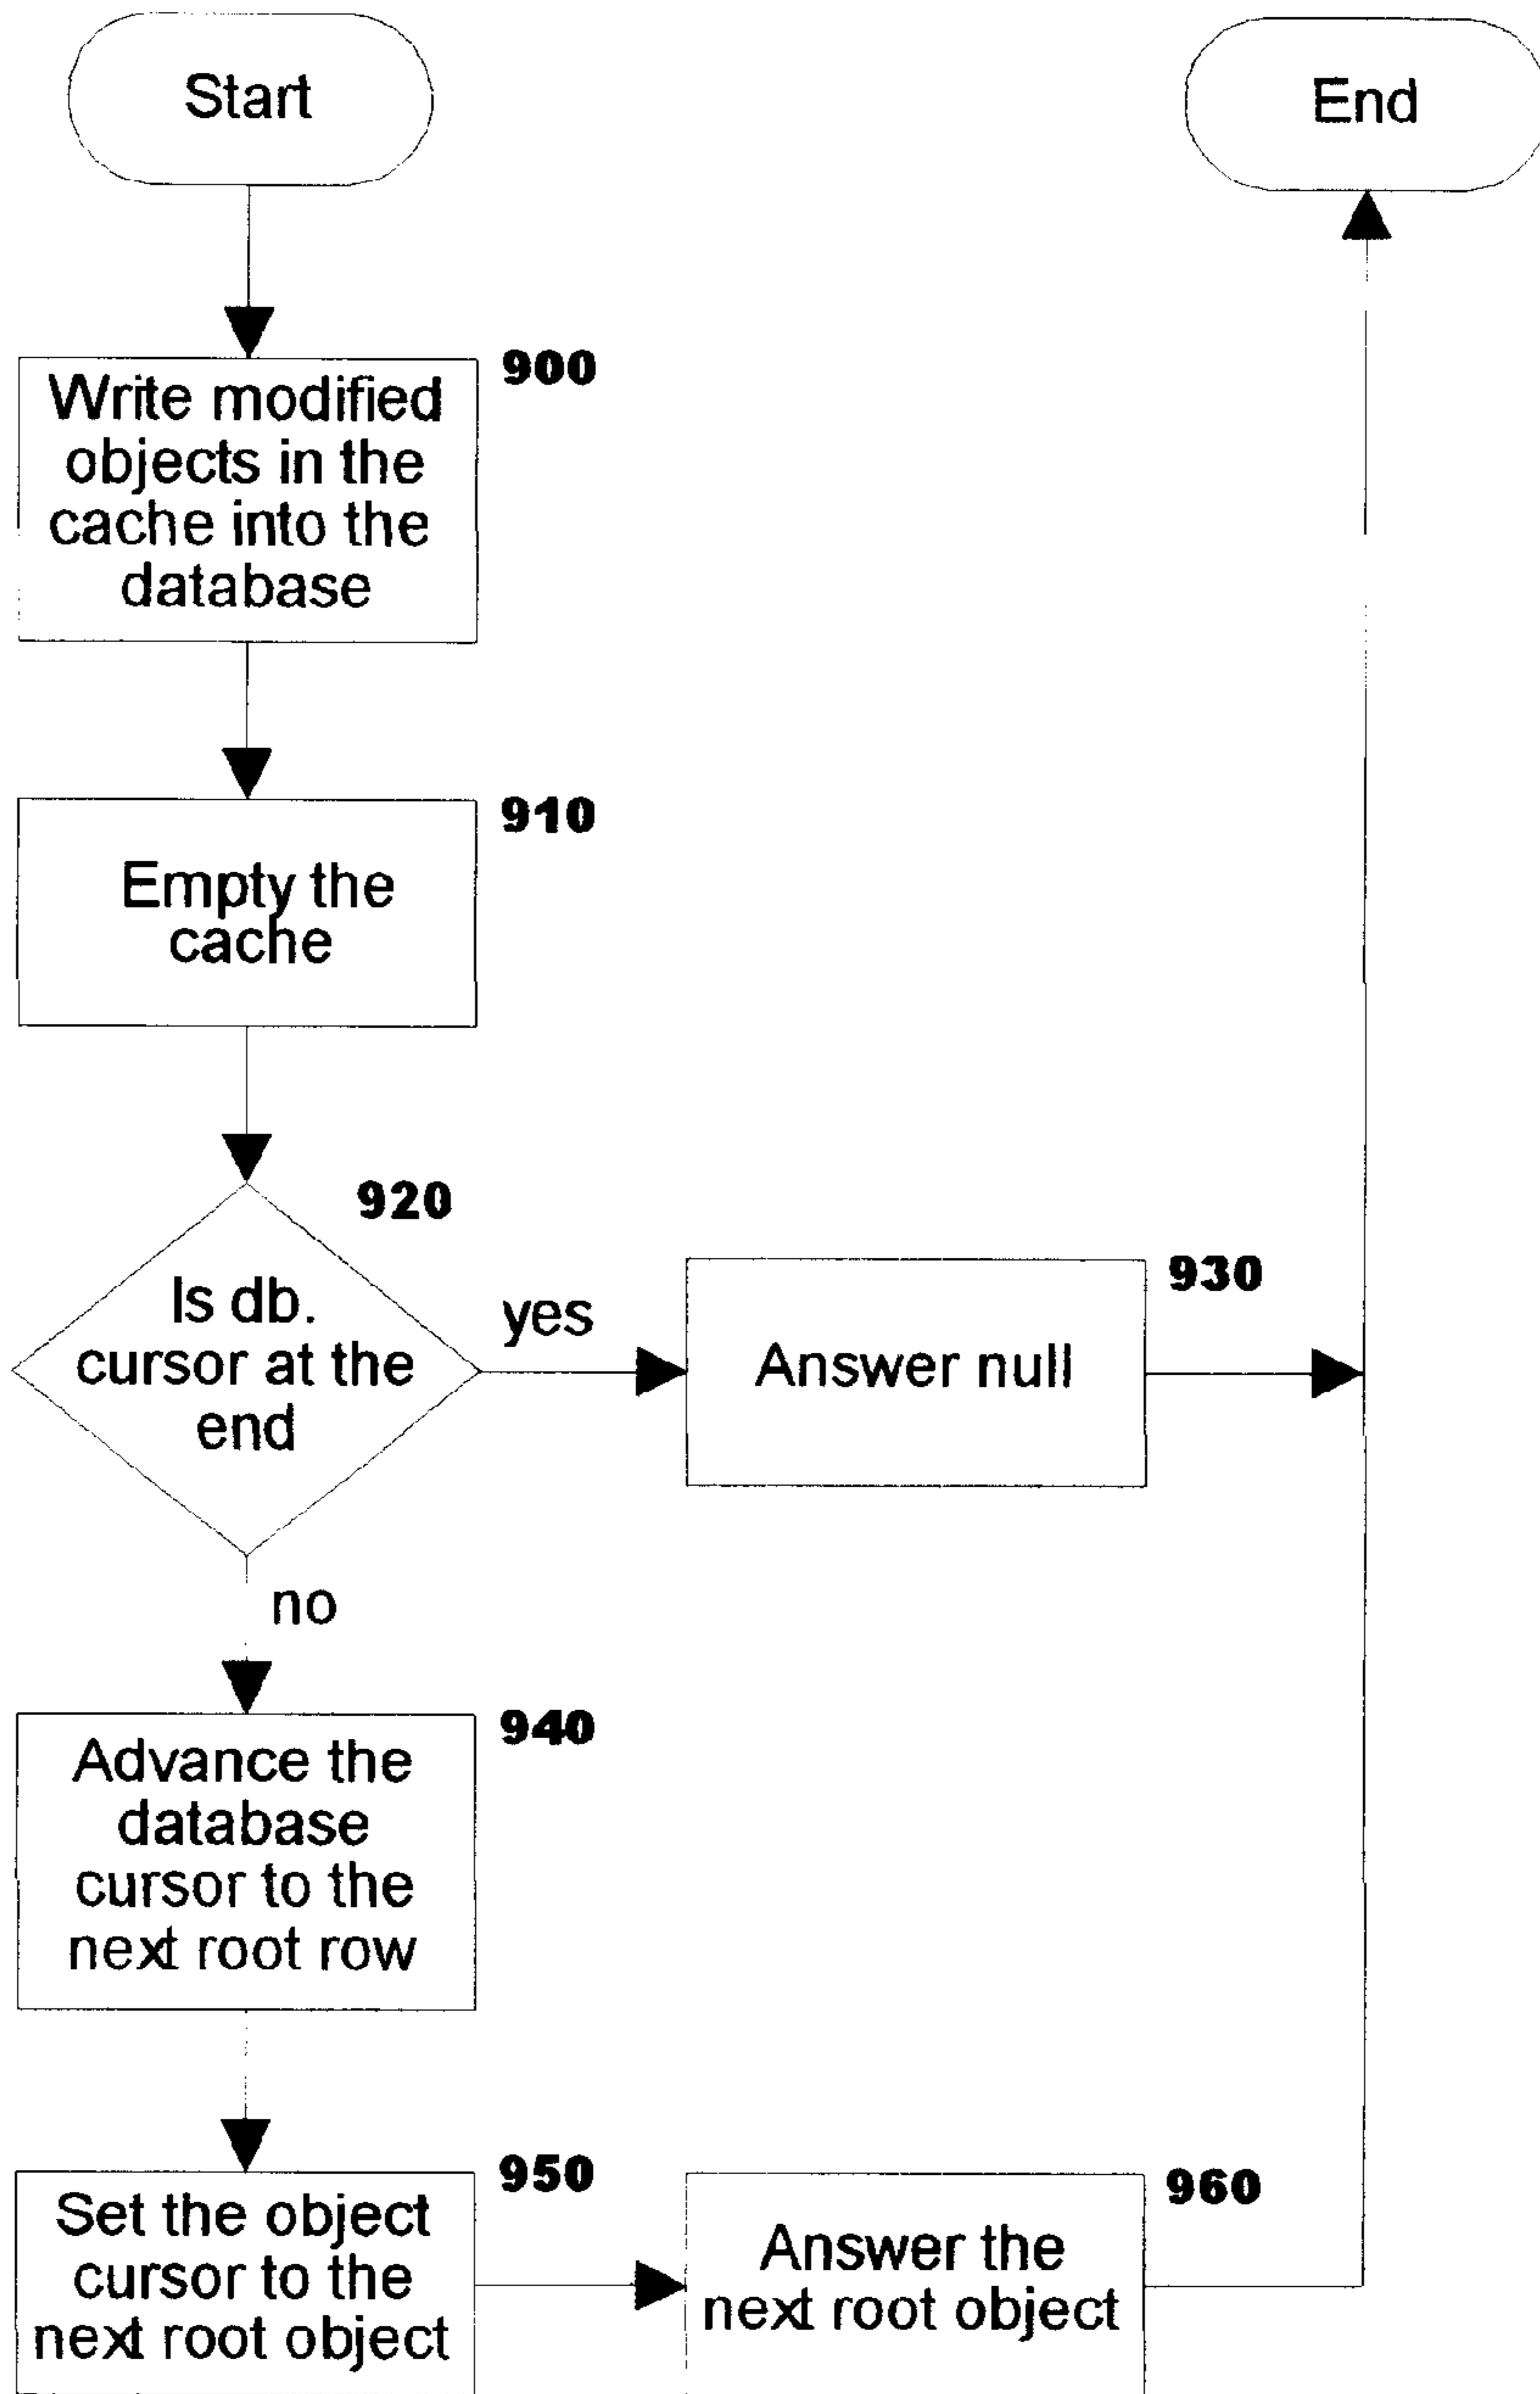 Start
End
900
Write modified
objects in the
cache into the
database
910
Empty the
cache
920
Is db.
cursor at the
end
yes
930
Answer null
no
940
Advance the
database
cursor to the
next root row
950
Set the object
cursor to the
next root object
960
Answer the
next root object